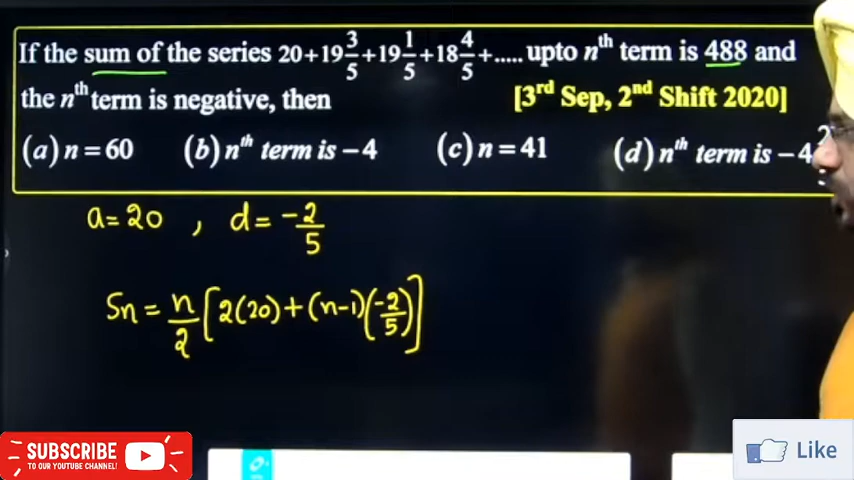 If the sum of the series 20+19 3/5+19 1/5+18 4/5+..... upto nth term is 488 and
the nth term is negative, then [3rd Sep, 2nd Shift 2020]
(a) n = 60 (b) nth term is −4 (c) n = 41 (d) nth term is −4
a=20 , d = -2/5
Sn = n/2 [2(20)+(n-1)(-2/5)]
SUBSCRIBE
TO OUR YOUTUBE CHANNEL!
Like